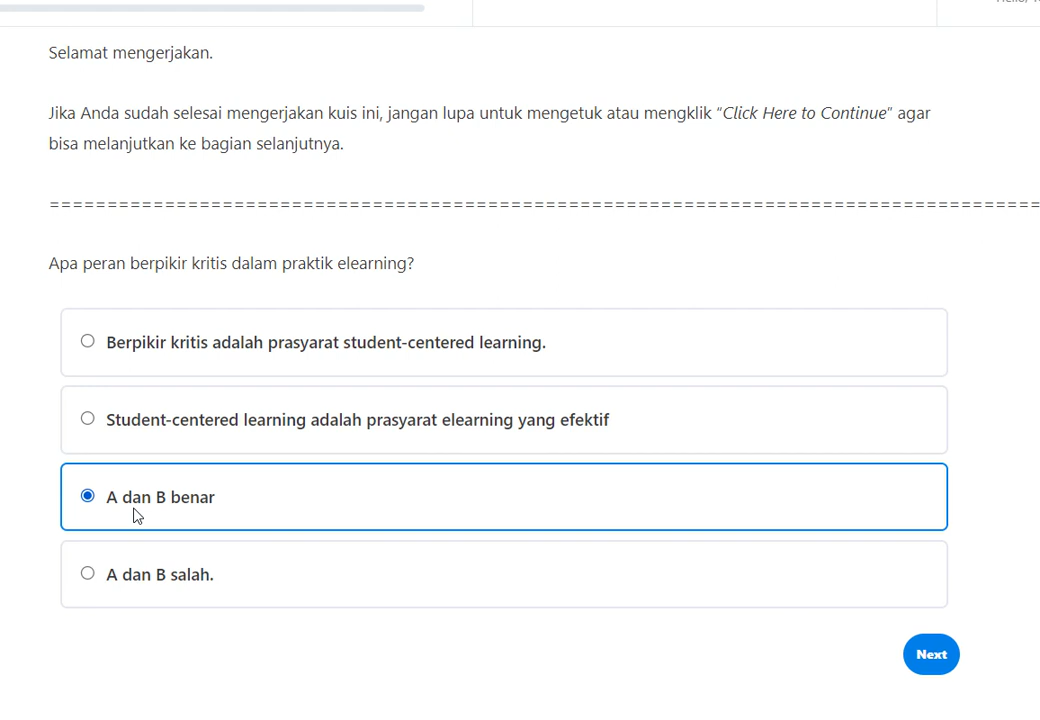 Selamat mengerjakan.
Jika Anda sudah selesai mengerjakan kuis ini, jangan lupa untuk mengetuk atau mengklik “Click Here to Continue” agar
bisa melanjutkan ke bagian selanjutnya.
======================================================================================
Apa peran berpikir kritis dalam praktik elearning?
Berpikir kritis adalah prasyarat student-centered learning.
Student-centered learning adalah prasyarat elearning yang efektif
A dan B benar
A dan B salah.
Next